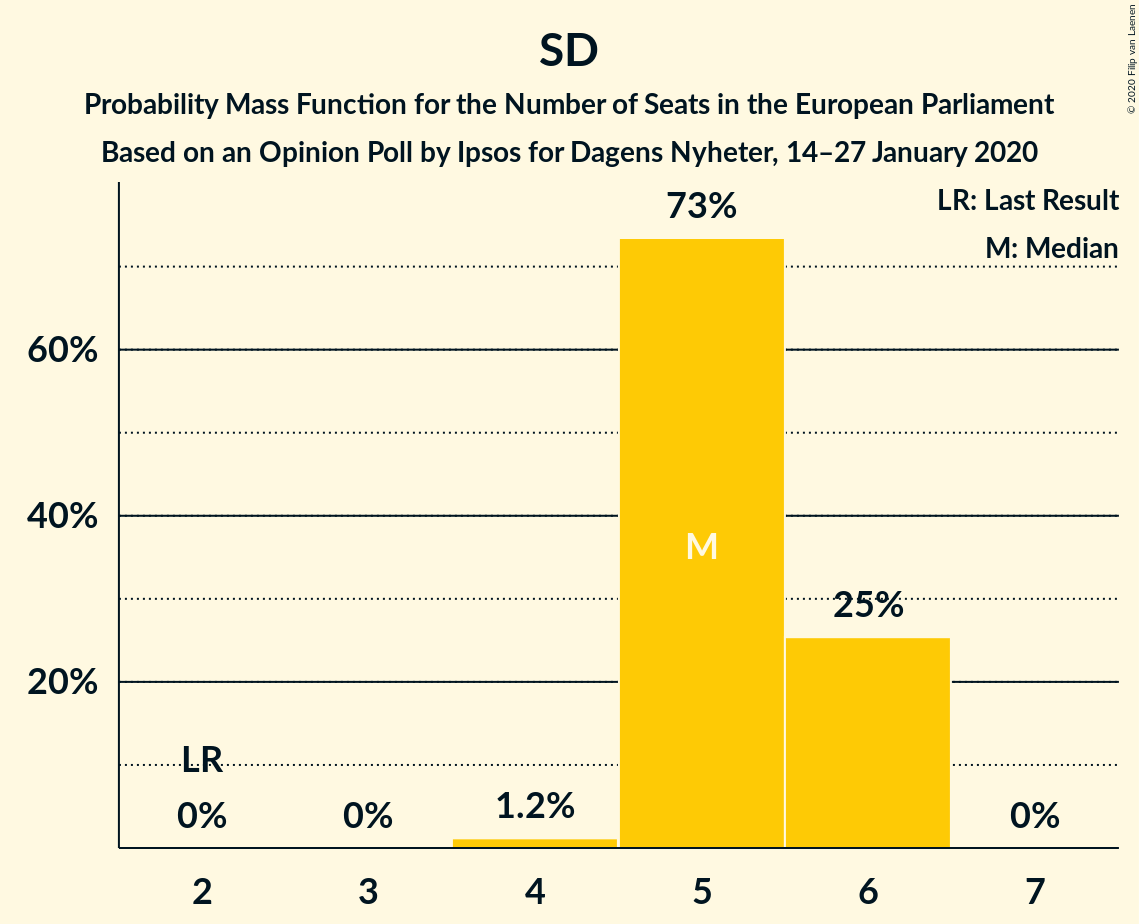 SD
Probability Mass Function for the Number of Seats in the European Parliament
Based on an Opinion Poll by Ipsos for Dagens Nyheter, 14–27 January 2020
© 2020 Filip van Laenen
LR: Last Result
M: Median
73%
60%
40%
M
25%
20%
LR
0%
0%
1.2%
0%
2
3
4
5
6
7